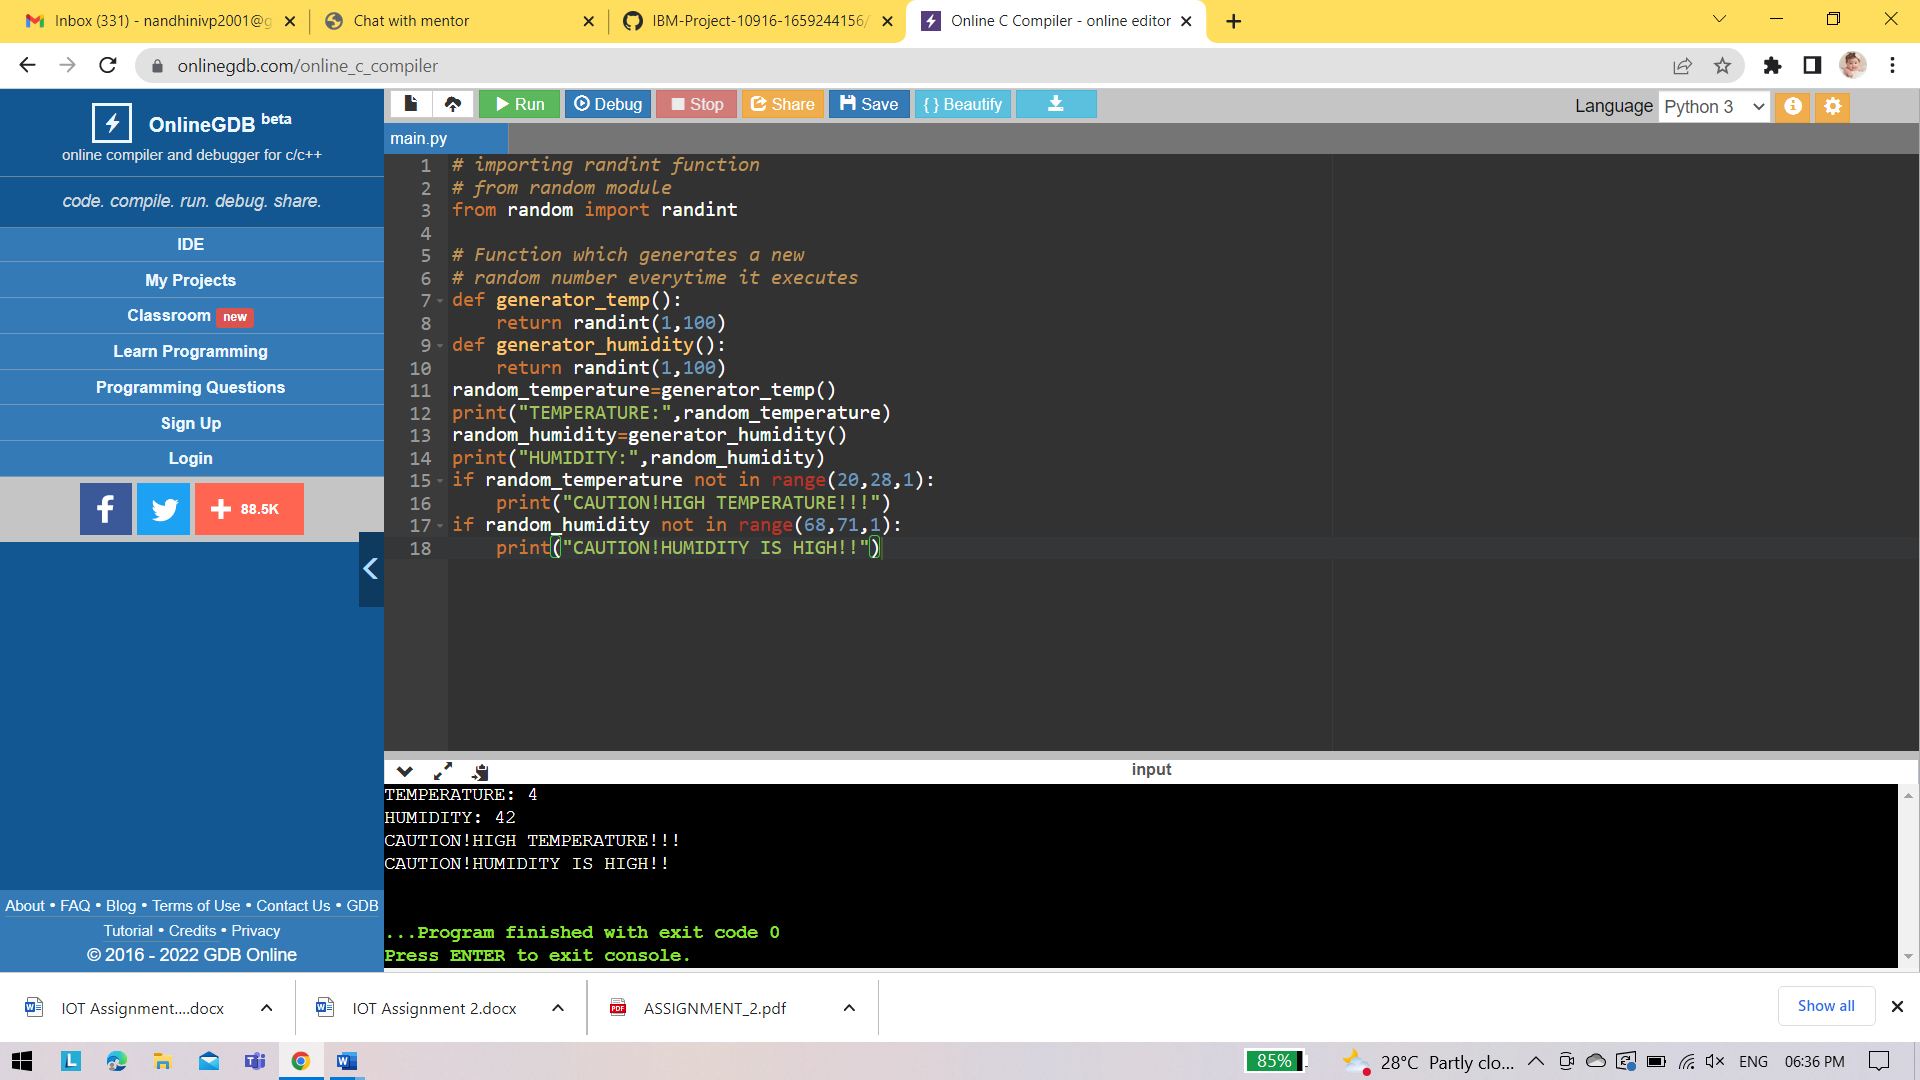 Inbox (331) - nandhinivp2001@g
Chat with mentor
IBM-Project-10916-1659244156/
Online C Compiler - online editor
onlinegdb.com/online_c_compiler
OnlineGDB beta
online compiler and debugger for c/c++
code. compile. run. debug. share.
IDE
My Projects
Classroom new
Learn Programming
Programming Questions
Sign Up
Login
88.5K
About • FAQ • Blog • Terms of Use • Contact Us • GDB
Tutorial • Credits • Privacy
© 2016 - 2022 GDB Online
Run
Debug
Stop
Share
Save
{ } Beautify
Language
Python 3
main.py
1 # importing randint function
2 # from random module
3 from random import randint
4
5 # Function which generates a new
6 # random number everytime it executes
7 def generator_temp():
8     return randint(1,100)
9 def generator_humidity():
10     return randint(1,100)
11 random_temperature=generator_temp()
12 print("TEMPERATURE:",random_temperature)
13 random_humidity=generator_humidity()
14 print("HUMIDITY:",random_humidity)
15 if random_temperature not in range(20,28,1):
16     print("CAUTION!HIGH TEMPERATURE!!!")
17 if random_humidity not in range(68,71,1):
18     print("CAUTION!HUMIDITY IS HIGH!!")
input
TEMPERATURE: 4
HUMIDITY: 42
CAUTION!HIGH TEMPERATURE!!!
CAUTION!HUMIDITY IS HIGH!!
...Program finished with exit code 0
Press ENTER to exit console.
IOT Assignment....docx
IOT Assignment 2.docx
ASSIGNMENT_2.pdf
Show all
85%
28°C Partly clo...
ENG
06:36 PM